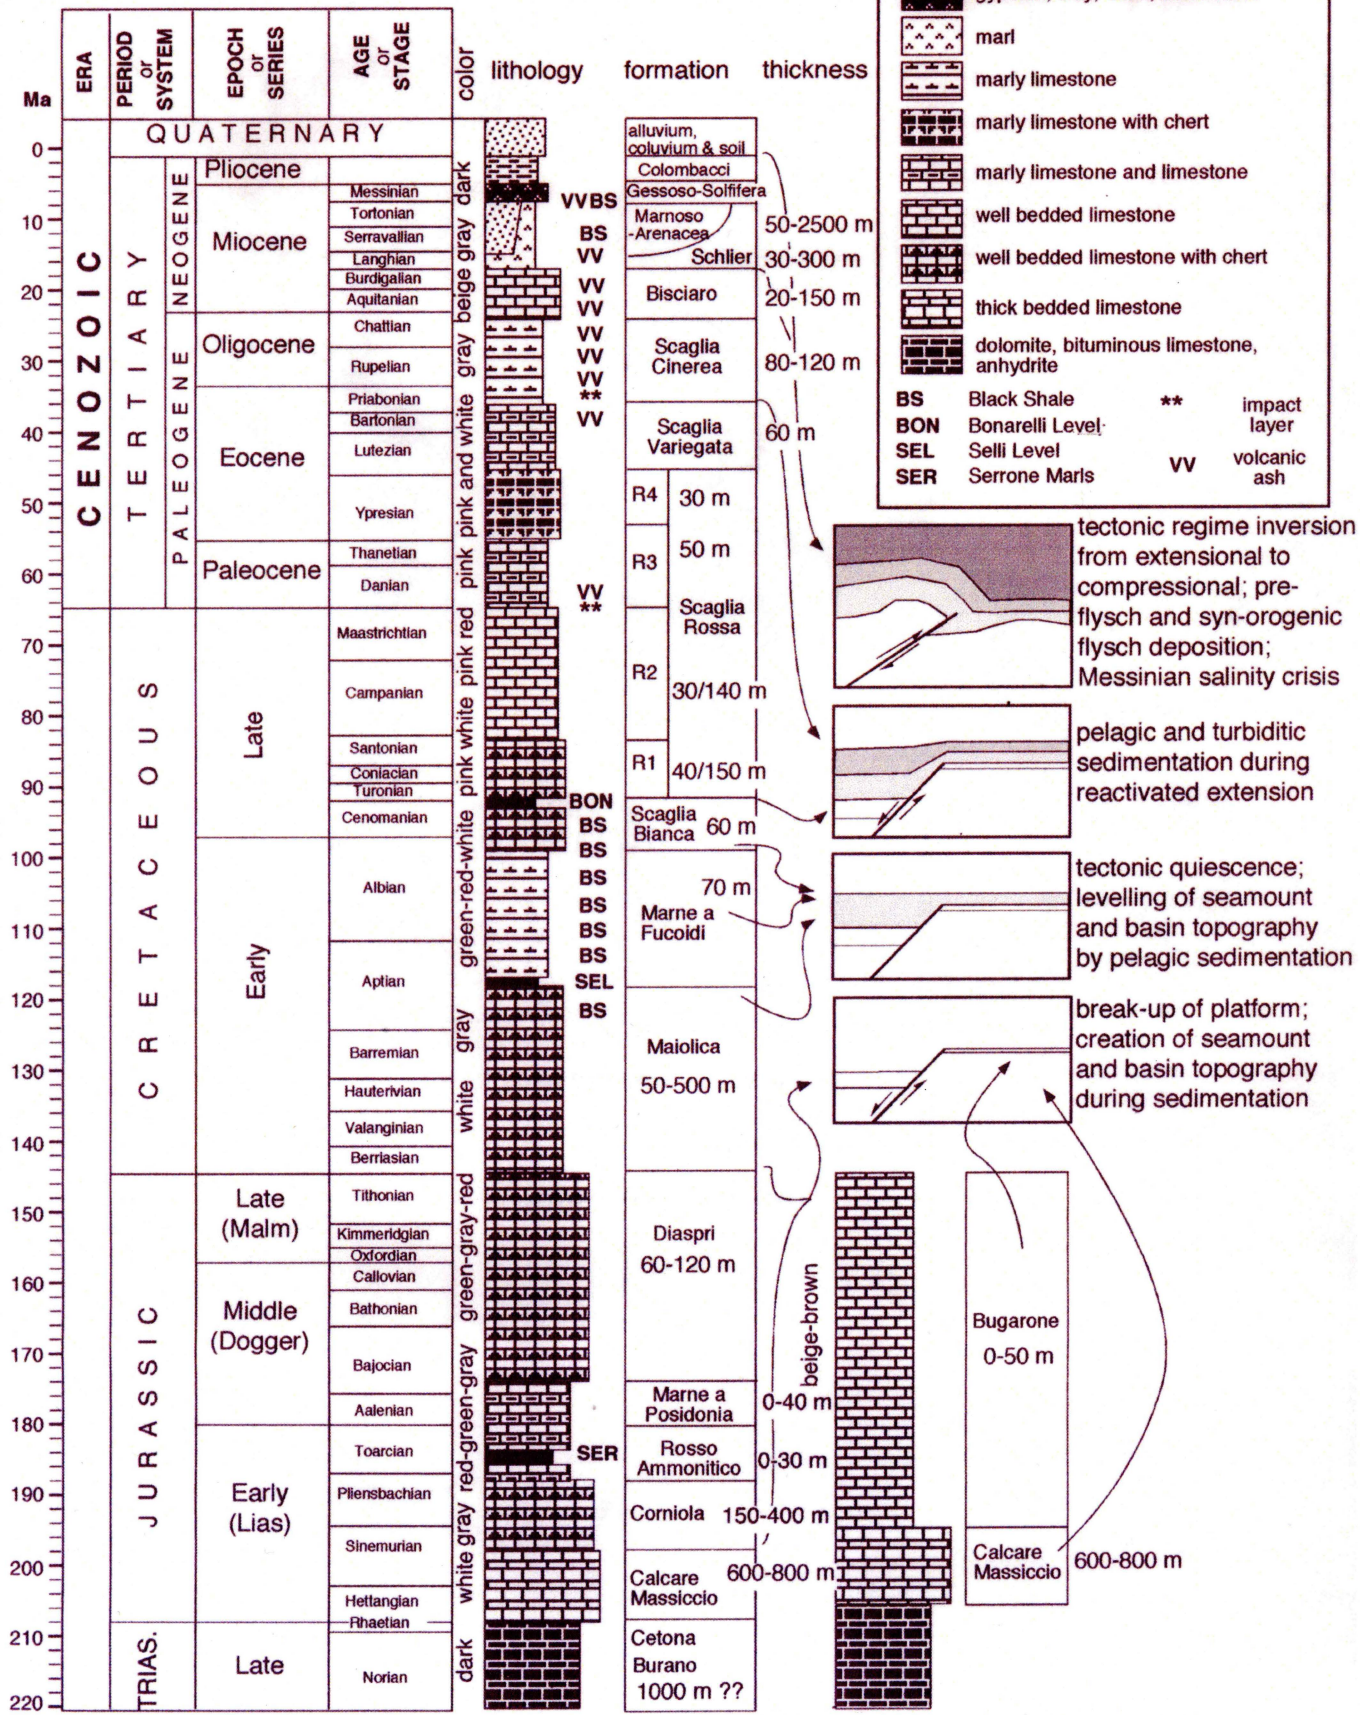 marl
marly limestone
marly limestone with chert
marly limestone and limestone
well bedded limestone
well bedded limestone with chert
thick bedded limestone
dolomite, bituminous limestone,
anhydrite
BS Black Shale ** impact
layer
BON Bonarelli Level
SEL Selli Level VV volcanic
ash
SER Serrone Marls
Ma
ERA
PERIOD
or
SYSTEM
EPOCH
or
SERIES
AGE
or
STAGE
color
lithology
formation
thickness
0
10
20
30
40
50
60
70
80
90
100
110
120
130
140
150
160
170
180
190
200
210
220
CENOZOIC
QUATERNARY
TERTIARY
NEOGENE
PALEOGENE
CRETACEOUS
JURASSIC
TRIAS.
Pliocene
Miocene
Oligocene
Eocene
Paleocene
Late
Early
Late
(Malm)
Middle
(Dogger)
Early
(Lias)
Late
Messinian
Tortonian
Serravallian
Langhian
Burdigalian
Aquitanian
Chattian
Rupelian
Priabonian
Bartonian
Lutezian
Ypresian
Thanetian
Danian
Maastrichtian
Campanian
Santonian
Coniacian
Turonian
Cenomanian
Albian
Aptian
Barremian
Hauterivian
Valanginian
Berriasian
Tithonian
Kimmeridgian
Oxfordian
Callovian
Bathonian
Bajocian
Aalenian
Toarcian
Pliensbachian
Sinemurian
Hettangian
Rhaetian
Norian
dark
beige gray
gray
pink and white
pink
pink red
pink white
green-red-white
gray
white
green-gray-red
red-green-gray
white gray
dark
VVBS
BS
VV
VV
VV
VV
VV
VV
**
VV
VV
**
BON
BS
BS
BS
BS
BS
BS
SEL
BS
SER
alluvium,
coluvium & soil
Colombacci
Gessoso-Solfifera
Marnoso
-Arenacea
50-2500 m
Schlier 30-300 m
Bisciaro 20-150 m
Scaglia
Cinerea
80-120 m
Scaglia
Variegata
60 m
R4 30 m
R3 50 m
Scaglia
Rossa
R2 30/140 m
R1 40/150 m
Scaglia
Bianca 60 m
70 m
Marne a
Fucoidi
Maiolica
50-500 m
Diaspri
60-120 m
Marne a
Posidonia
0-40 m
Rosso
Ammonitico
0-30 m
Corniola 150-400 m
Calcare
Massiccio
600-800 m
Cetona
Burano
1000 m ??
tectonic regime inversion
from extensional to
compressional; pre-
flysch and syn-orogenic
flysch deposition;
Messinian salinity crisis
pelagic and turbiditic
sedimentation during
reactivated extension
tectonic quiescence;
levelling of seamount
and basin topography
by pelagic sedimentation
break-up of platform;
creation of seamount
and basin topography
during sedimentation
beige-brown
Bugarone
0-50 m
Calcare
Massiccio
600-800 m